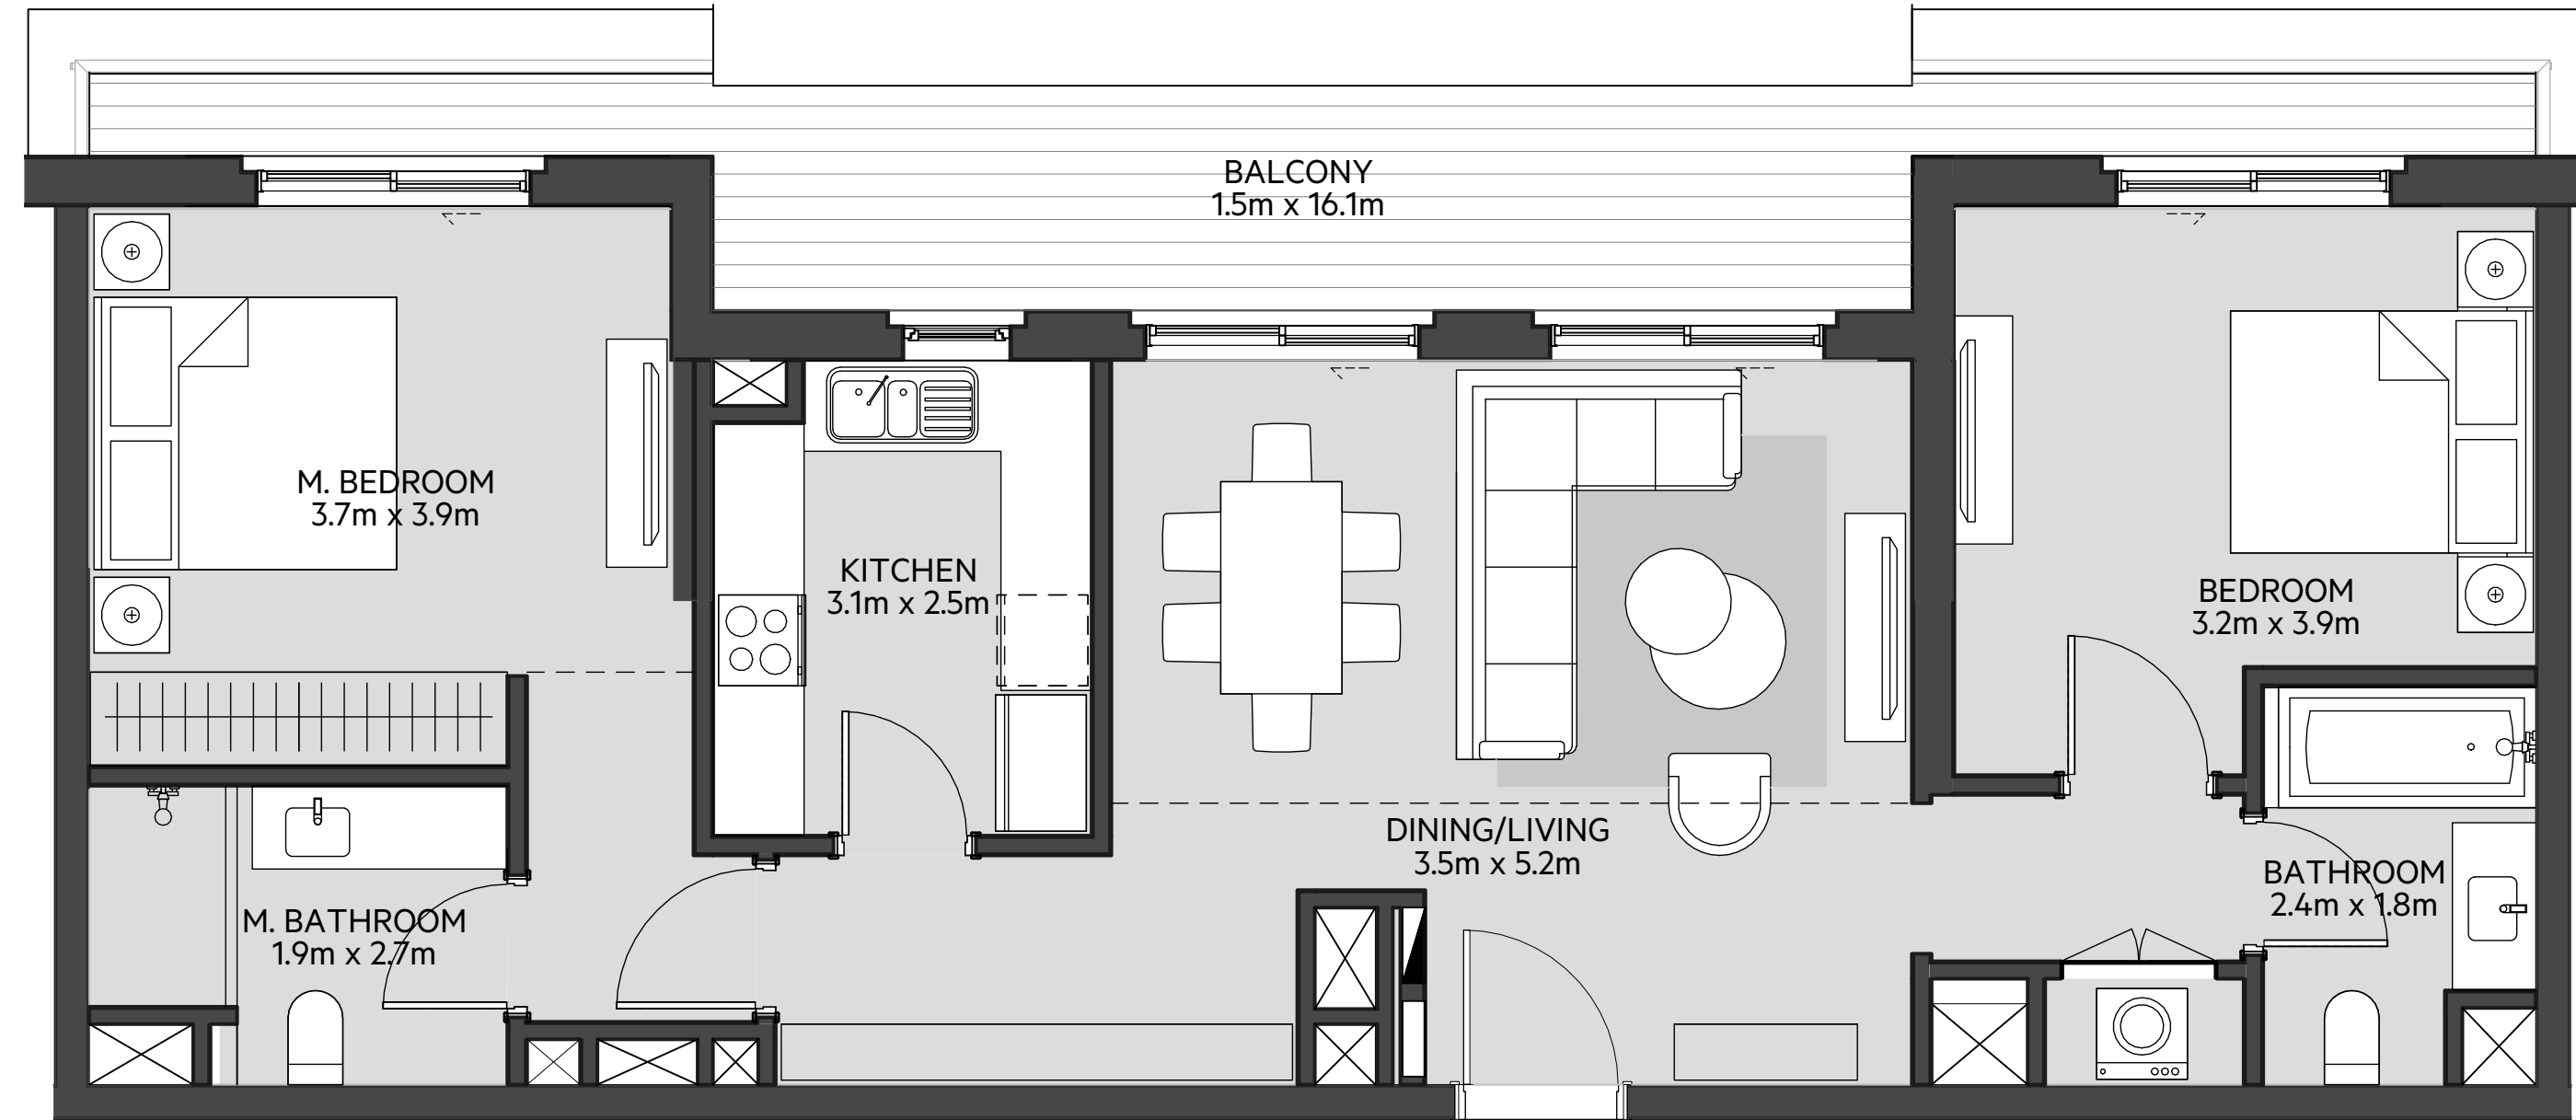 BALCONY
1.5m x 16.1m
M. BEDROOM
3.7m x 3.9m
KITCHEN
3.1m x 2.5m
BEDROOM
3.2m x 3.9m
DINING/LIVING
3.5m x 5.2m
BATHROOM
2.4m x 1.8m
M. BATHROOM
1.9m x 2.7m